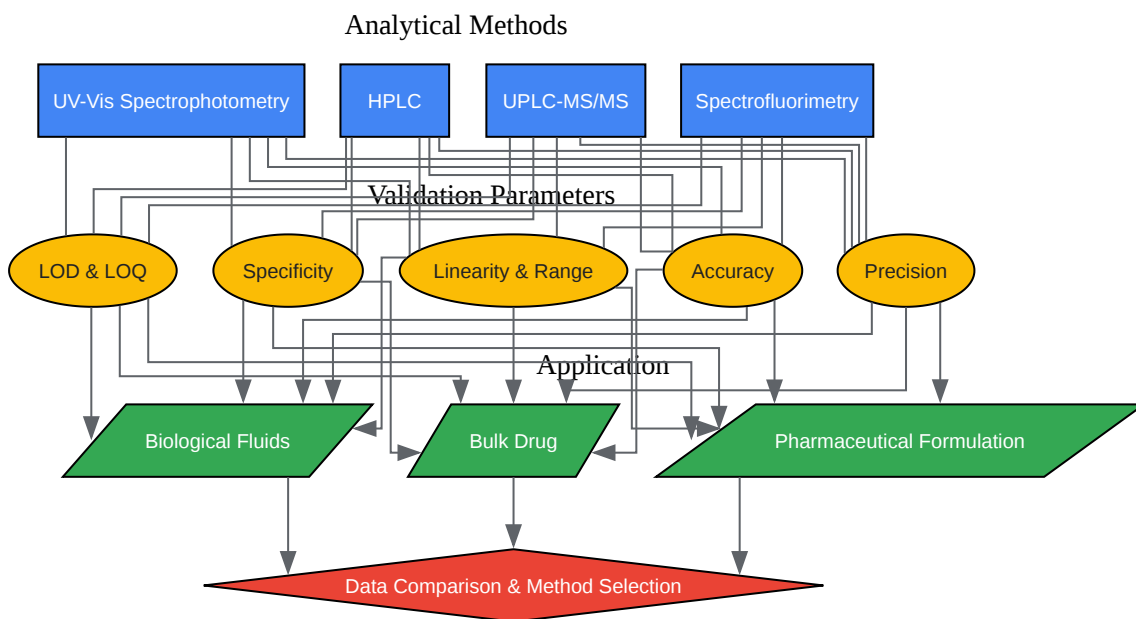 Analytical Methods
UV-Vis Spectrophotometry
HPLC
UPLC-MS/MS
Spectrofluorimetry
Validation Parameters
LOD & LOQ
Specificity
Linearity & Range
Accuracy
Precision
Application
Biological Fluids
Bulk Drug
Pharmaceutical Formulation
Data Comparison & Method Selection